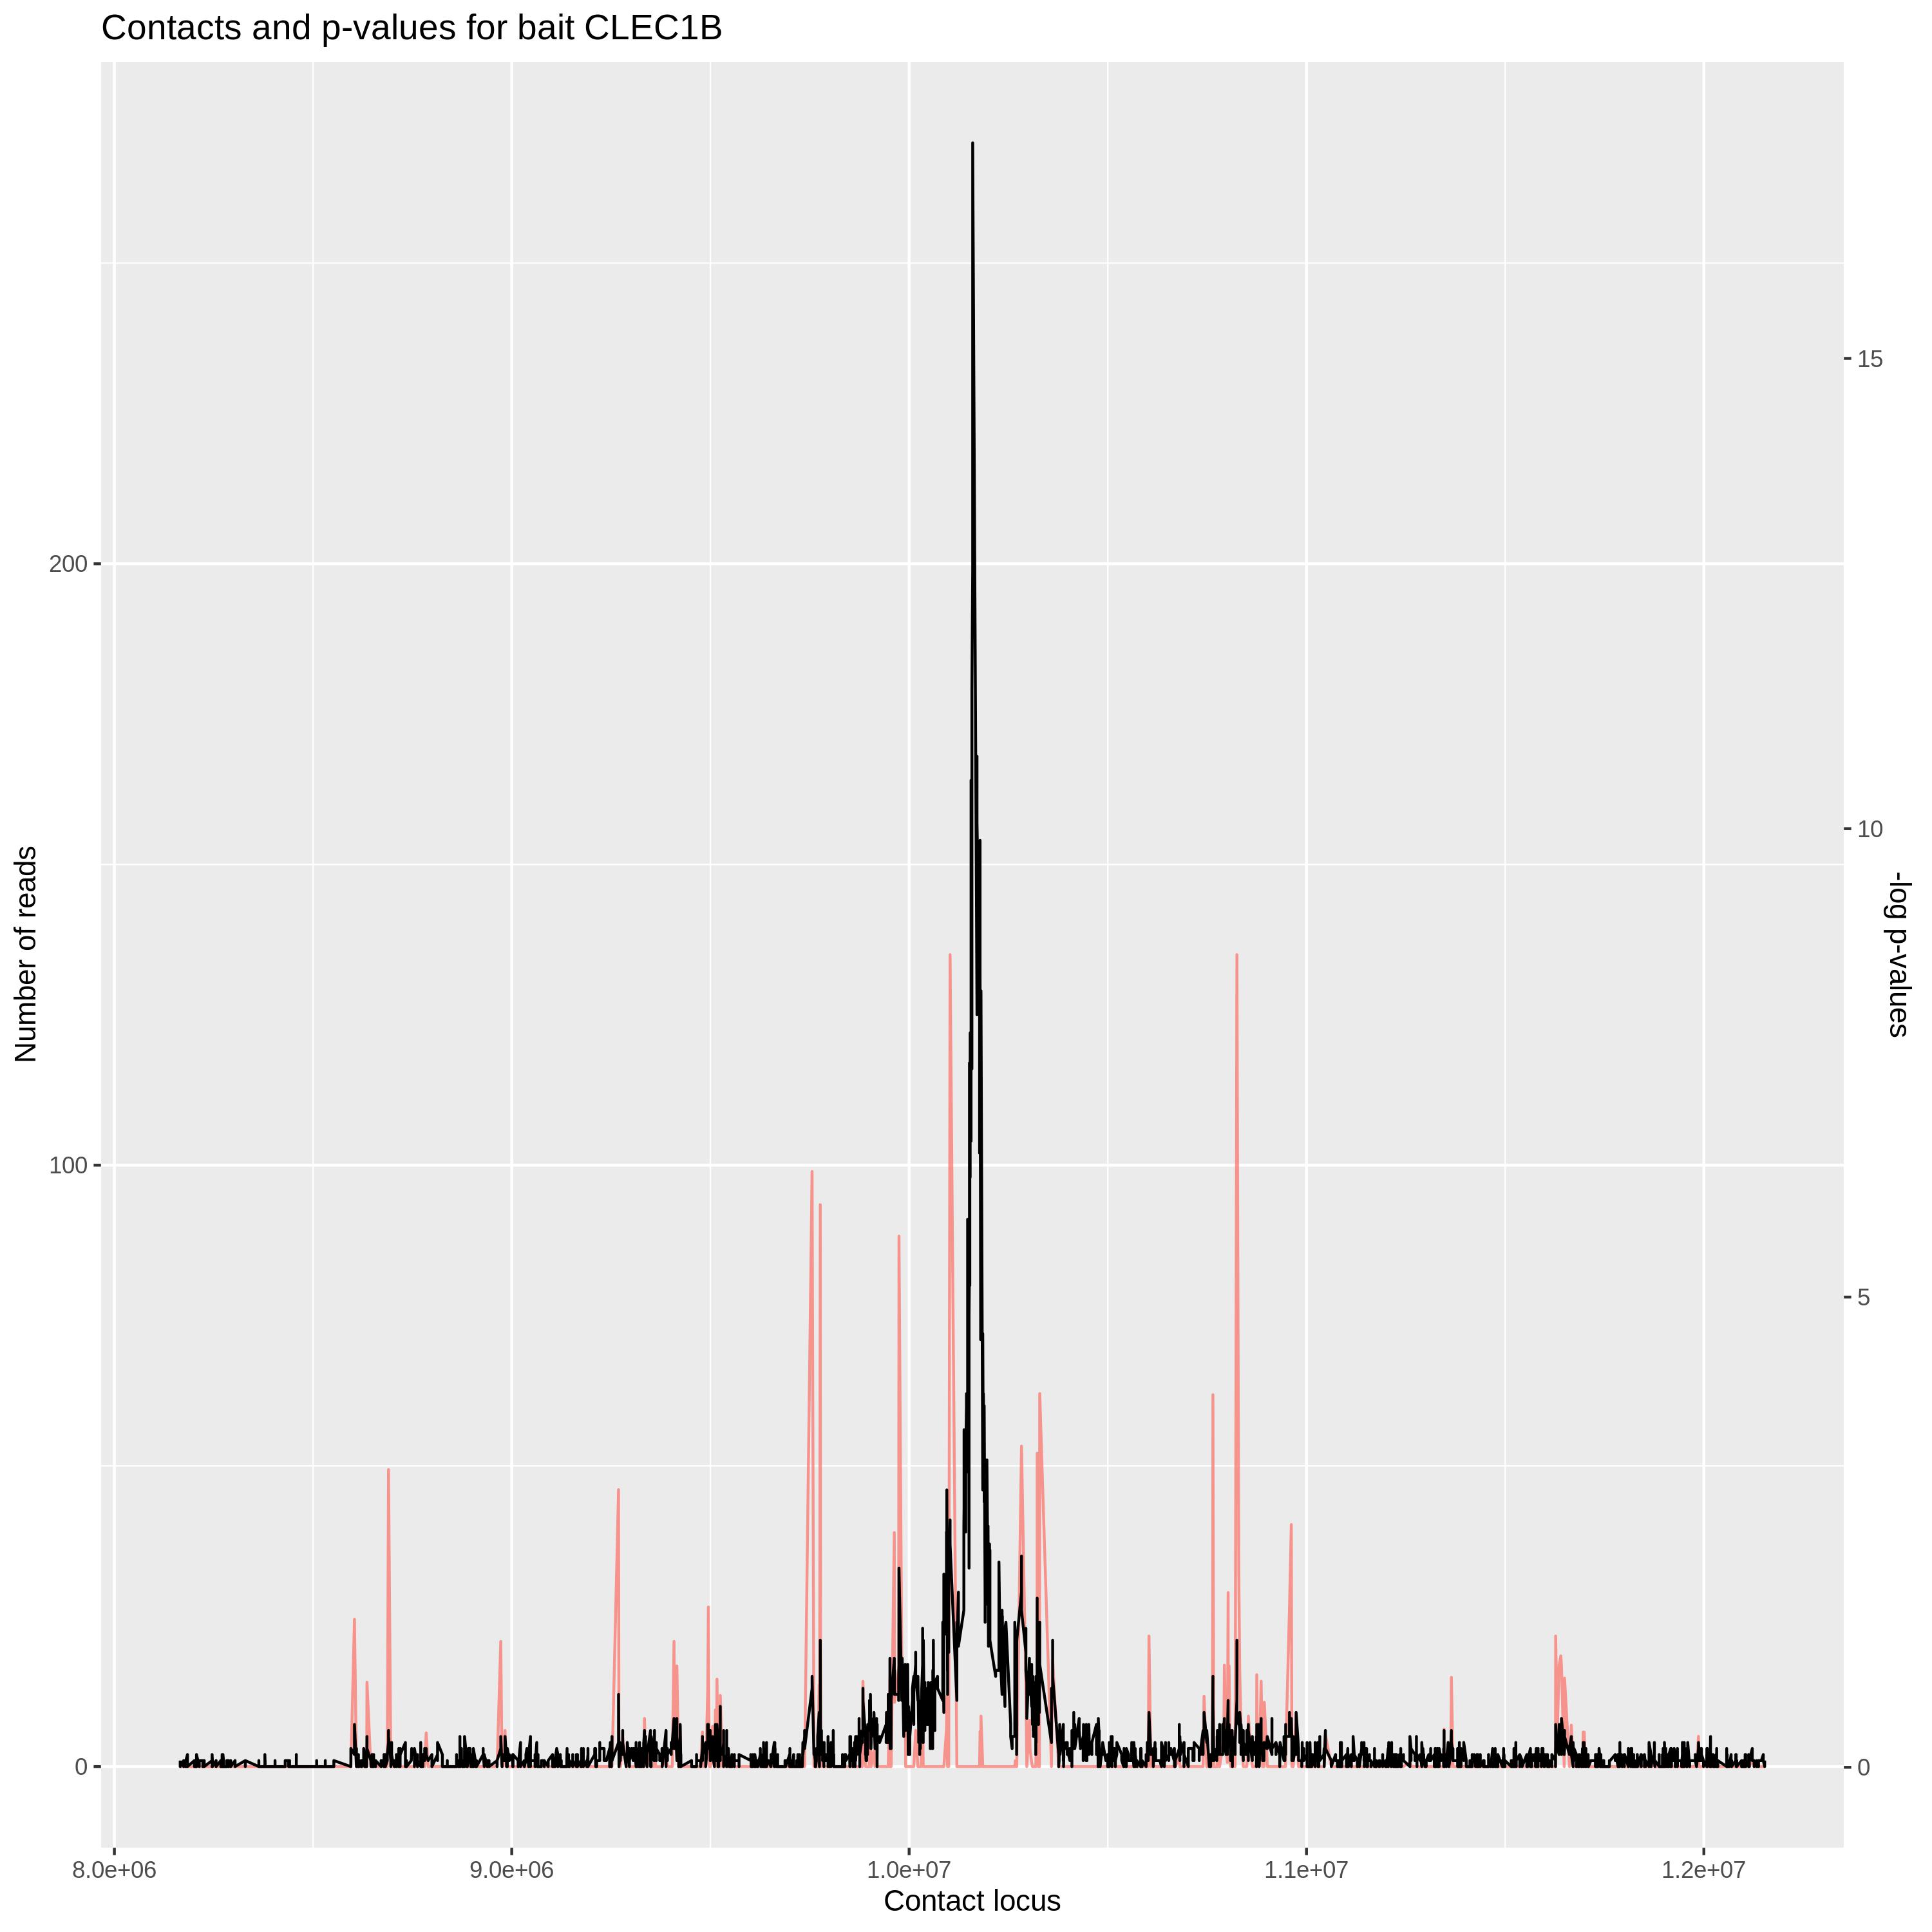 Contacts and p-values for bait CLEC1B
Number of reads
200
100
0
15
10
5
0
-log p-values
8.0e+06
9.0e+06
1.0e+07
1.1e+07
1.2e+07
Contact locus